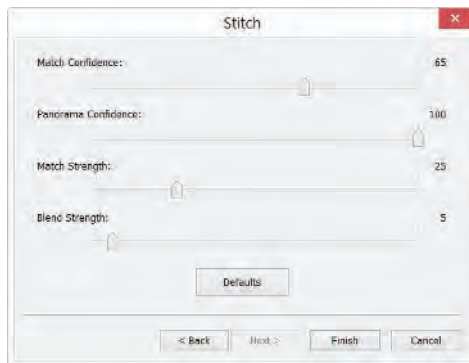 Stitch
Match Confidence: 65
Panorama Confidence: 100
Match Strength: 25
Blend Strength: 5
Defaults
< Back Next > Finish Cancel